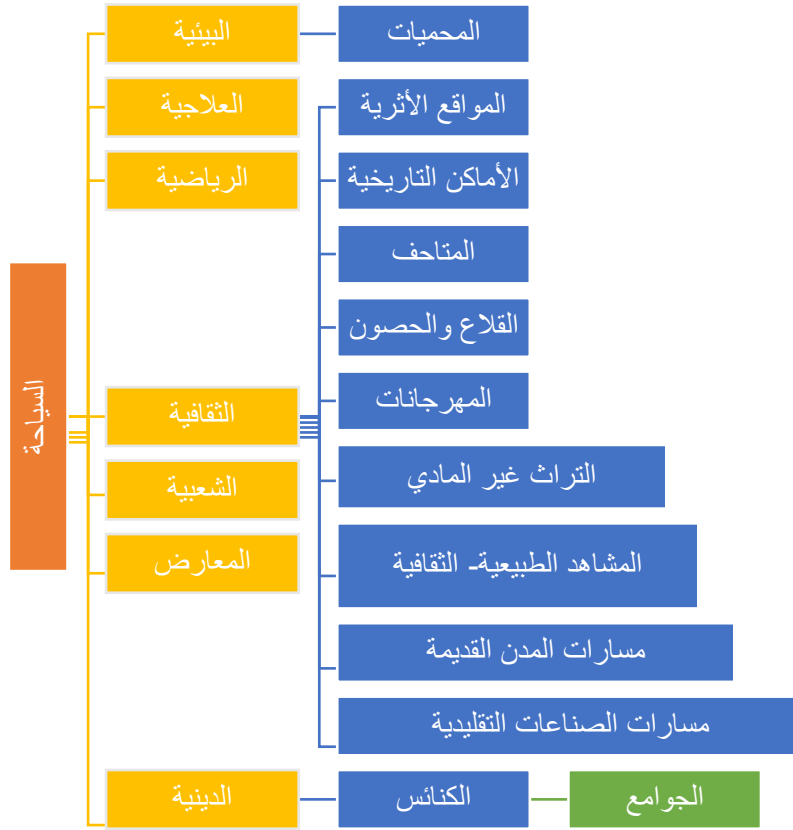 السياحة
البيئية
المحميات
العلاجية
الرياضية
الثقافية
المواقع الأثرية
الأماكن التاريخية
المتاحف
القلاع والحصون
المهرجانات
التراث غير المادي
المشاهد الطبيعية- الثقافية
مسارات المدن القديمة
مسارات الصناعات التقليدية
الشعبية
المعارض
الدينية
الكنائس
الجوامع